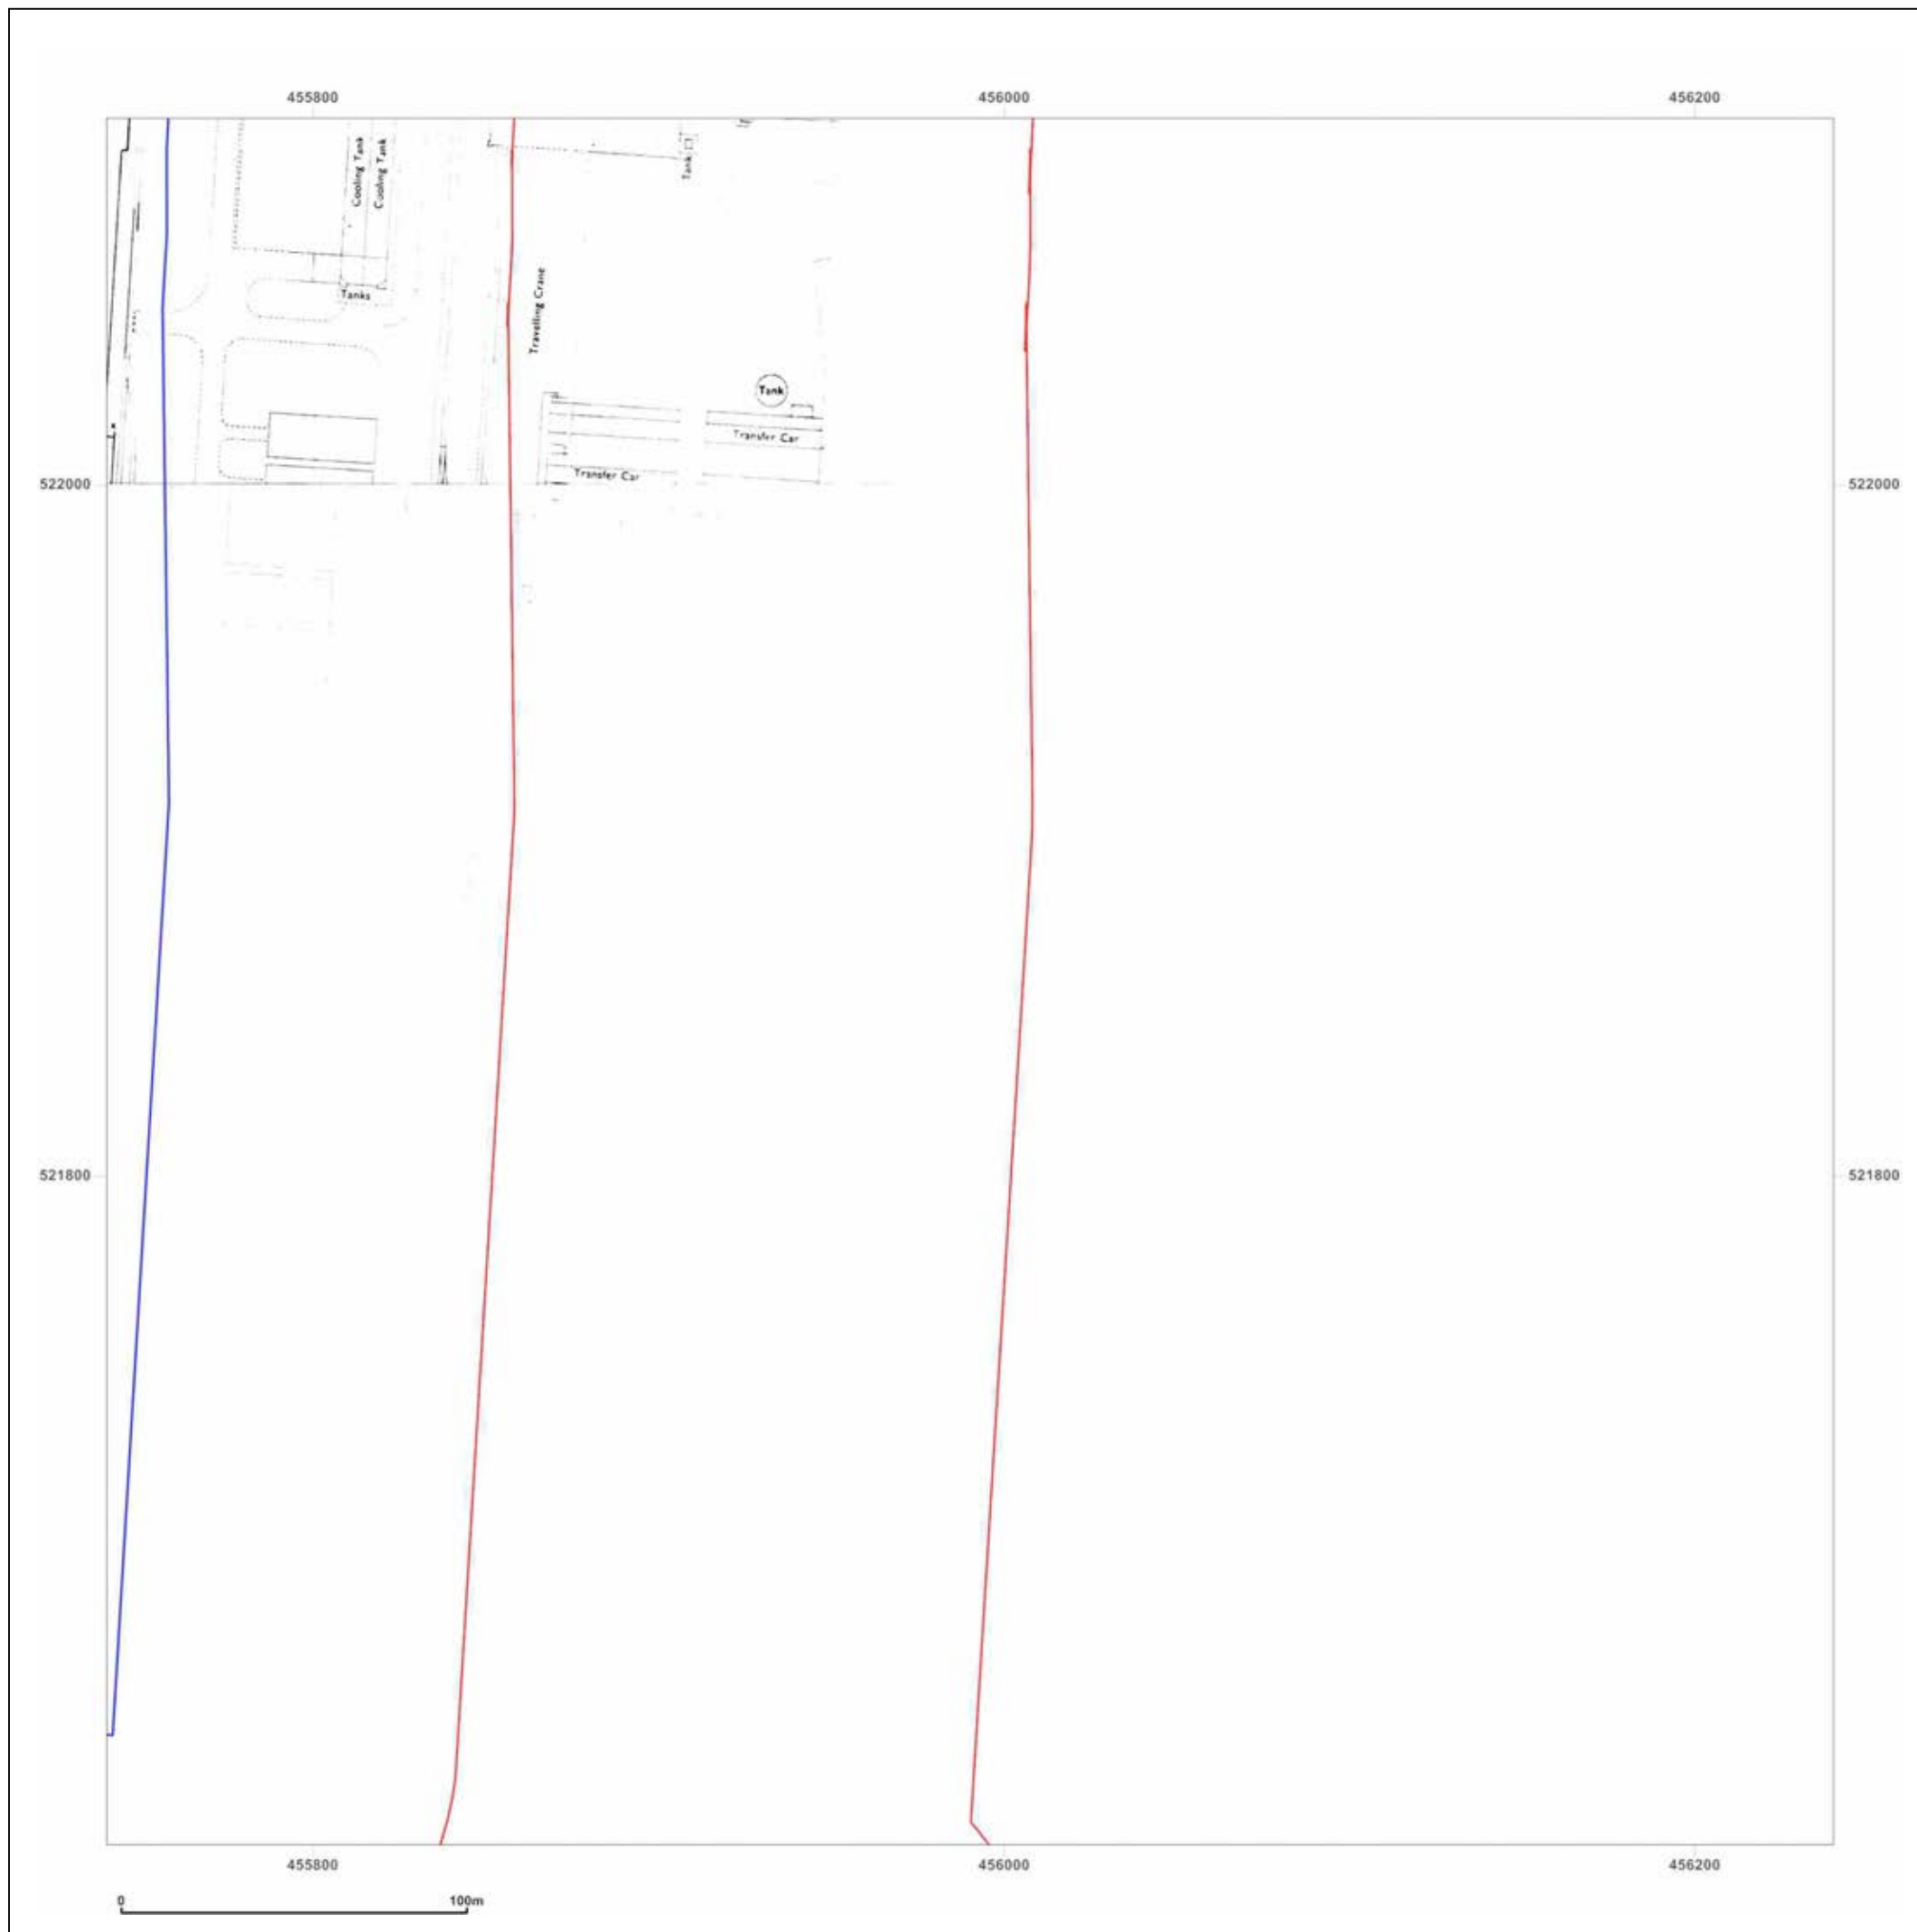 455800
456000
456200
Cooling Tank
Cooling Tank
Tank
Tanks
Travelling Crane
Tank
Transfer Car
Transfer Car
522000
522000
521800
521800
455800
456000
456200
0
100m